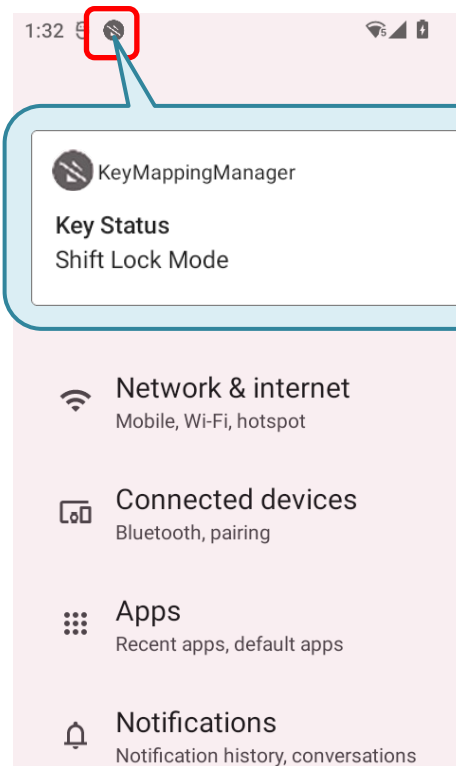 1:32
5
KeyMappingManager
Key Status
Shift Lock Mode
Network & internet
Mobile, Wi-Fi, hotspot
Connected devices
Bluetooth, pairing
Apps
Recent apps, default apps
Notifications
Notification history, conversations